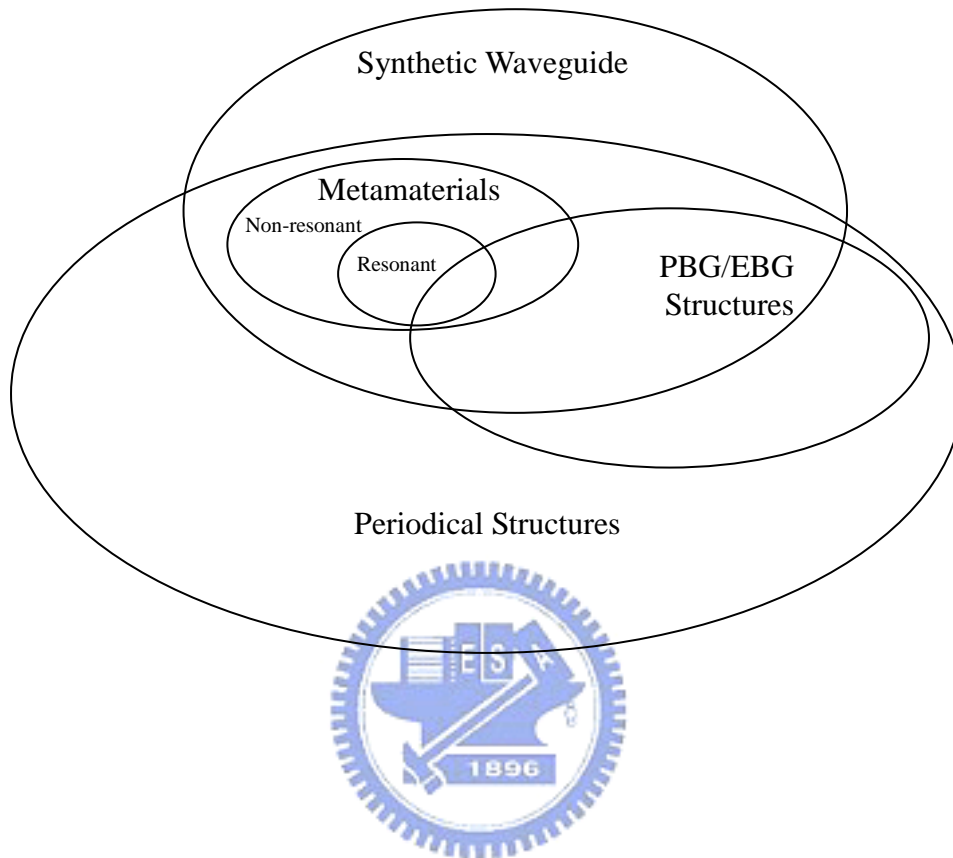 Synthetic Waveguide
Metamaterials
Non-resonant
Resonant
PBG/EBG
Structures
Periodical Structures
E S A
1896